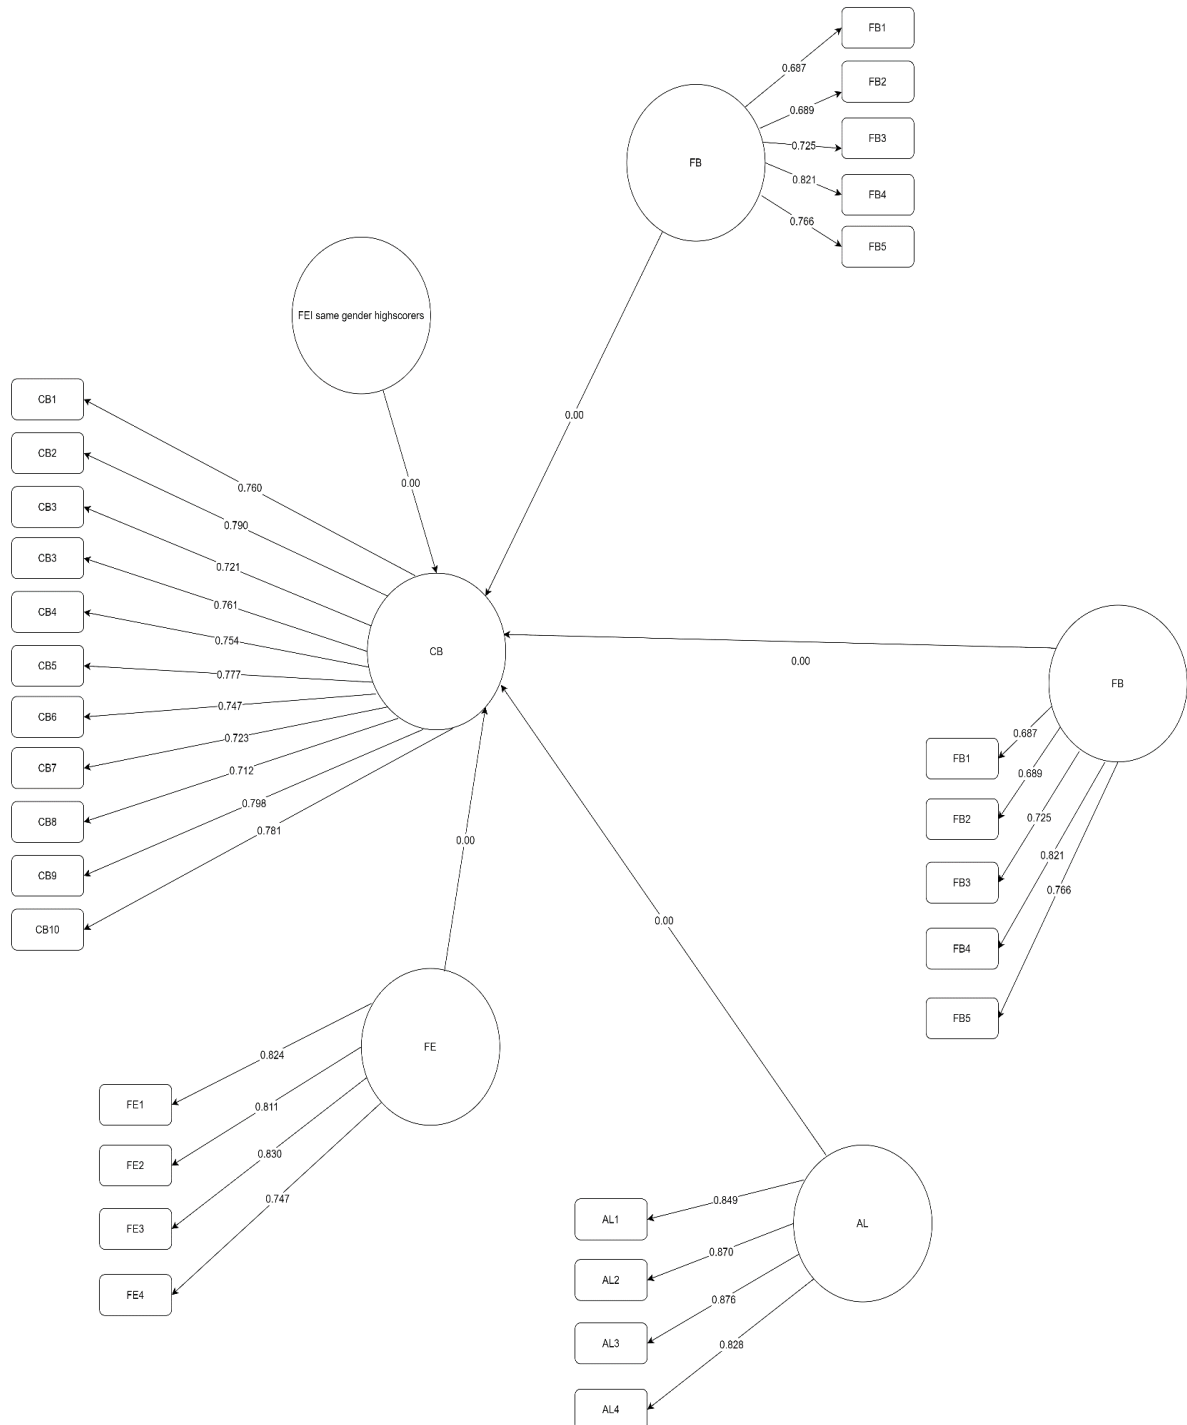 FB1
0.687
FB2
0.689
FB3
0.725
FB
0.821
FB4
0.766
FB5
FEI same gender highscorers
0.00
0.00
CB1
CB2
CB3
CB3
CB4
CB5
CB6
CB7
CB8
CB9
CB10
0.760
0.790
0.721
0.761
0.754
0.777
0.747
0.723
0.712
0.798
0.781
CB
0.00
FB
0.687
FB1
0.689
FB2
0.725
FB3
0.821
FB4
0.766
FB5
0.00
0.00
FE
0.824
FE1
0.811
FE2
0.830
FE3
0.747
FE4
AL
0.849
AL1
0.870
AL2
0.876
AL3
0.828
AL4